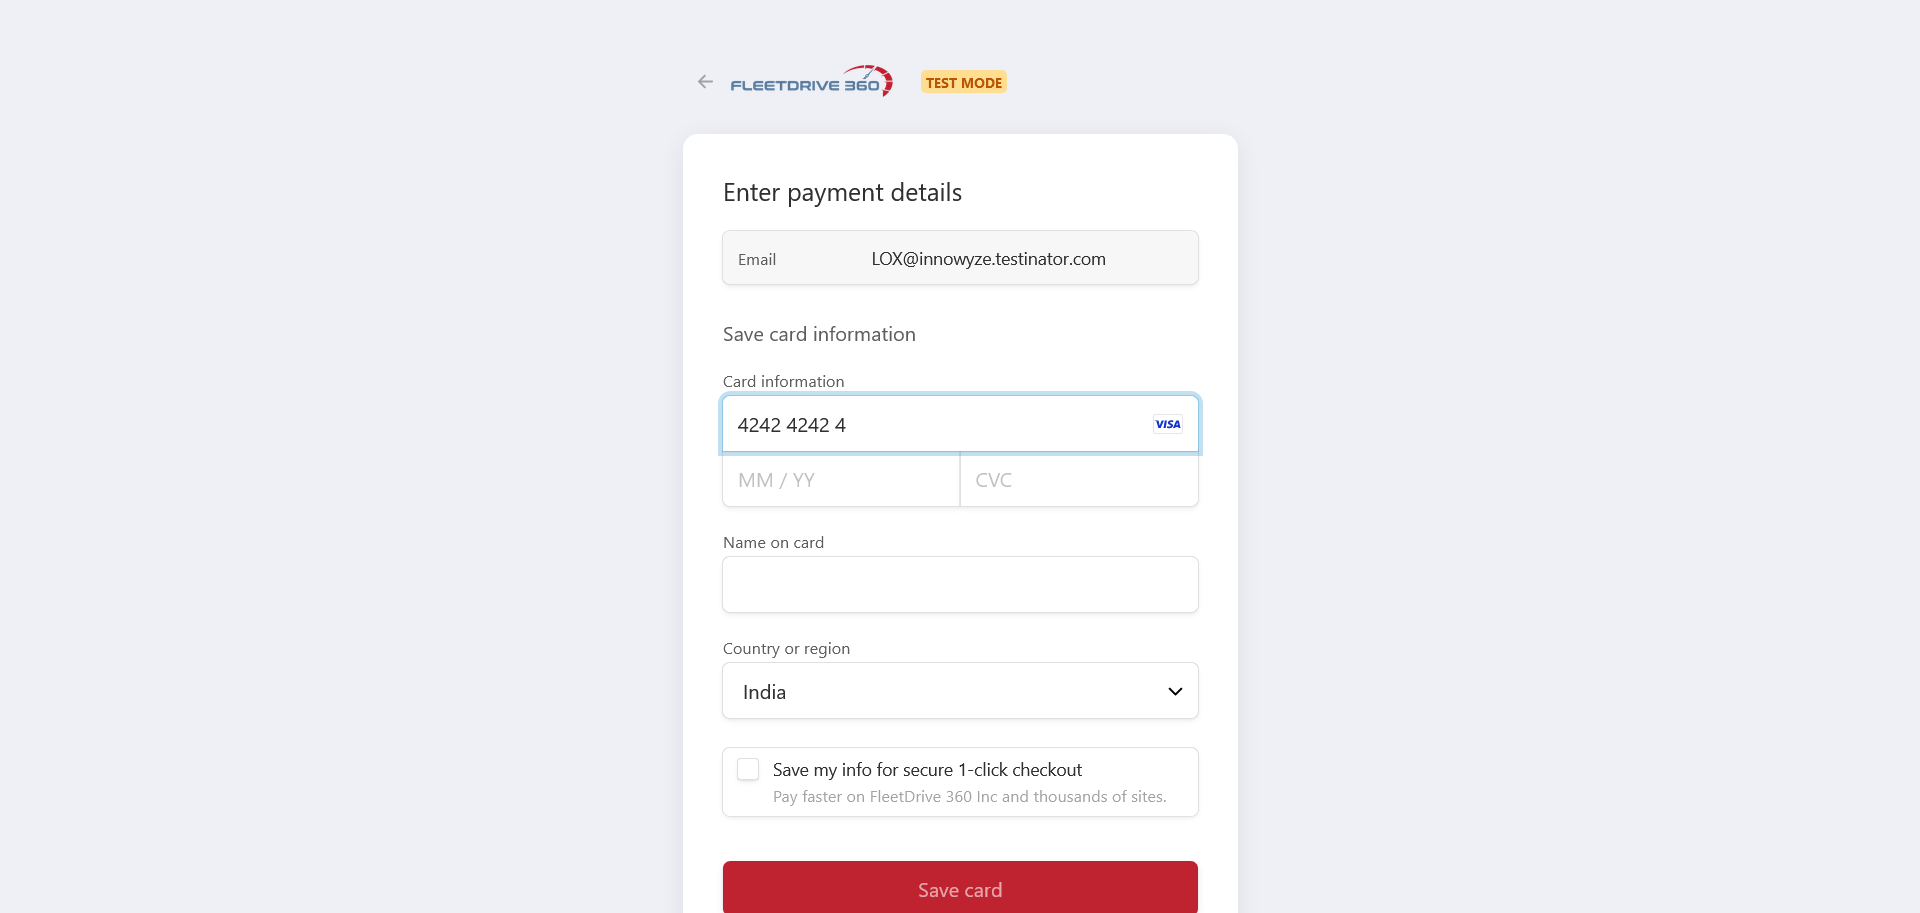 FLEETDRIVE 360
TEST MODE
Enter payment details
Email LOX@innowyze.testinator.com
Save card information
Card information
4242 4242 4 VISA
MM / YY CVC
Name on card
Country or region
India
Save my info for secure 1-click checkout
Pay faster on FleetDrive 360 Inc and thousands of sites.
Save card